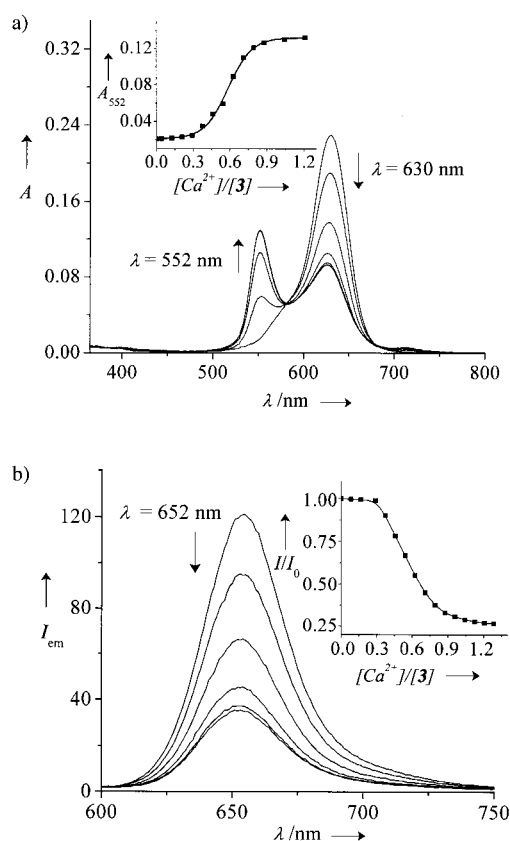 a)
0.32
0.24
0.16
0.08
0.00
A
400 500 600 700 800
λ /nm
λ = 552 nm
λ = 630 nm
0.12
0.08
0.04
A552
0.0 0.3 0.6 0.9 1.2
[Ca2+]/[3]
b)
120
80
40
0
Iem
600 650 700 750
λ /nm
λ = 652 nm
1.00
0.75
0.50
0.25
I/I0
0.0 0.3 0.6 0.9 1.2
[Ca2+]/[3]